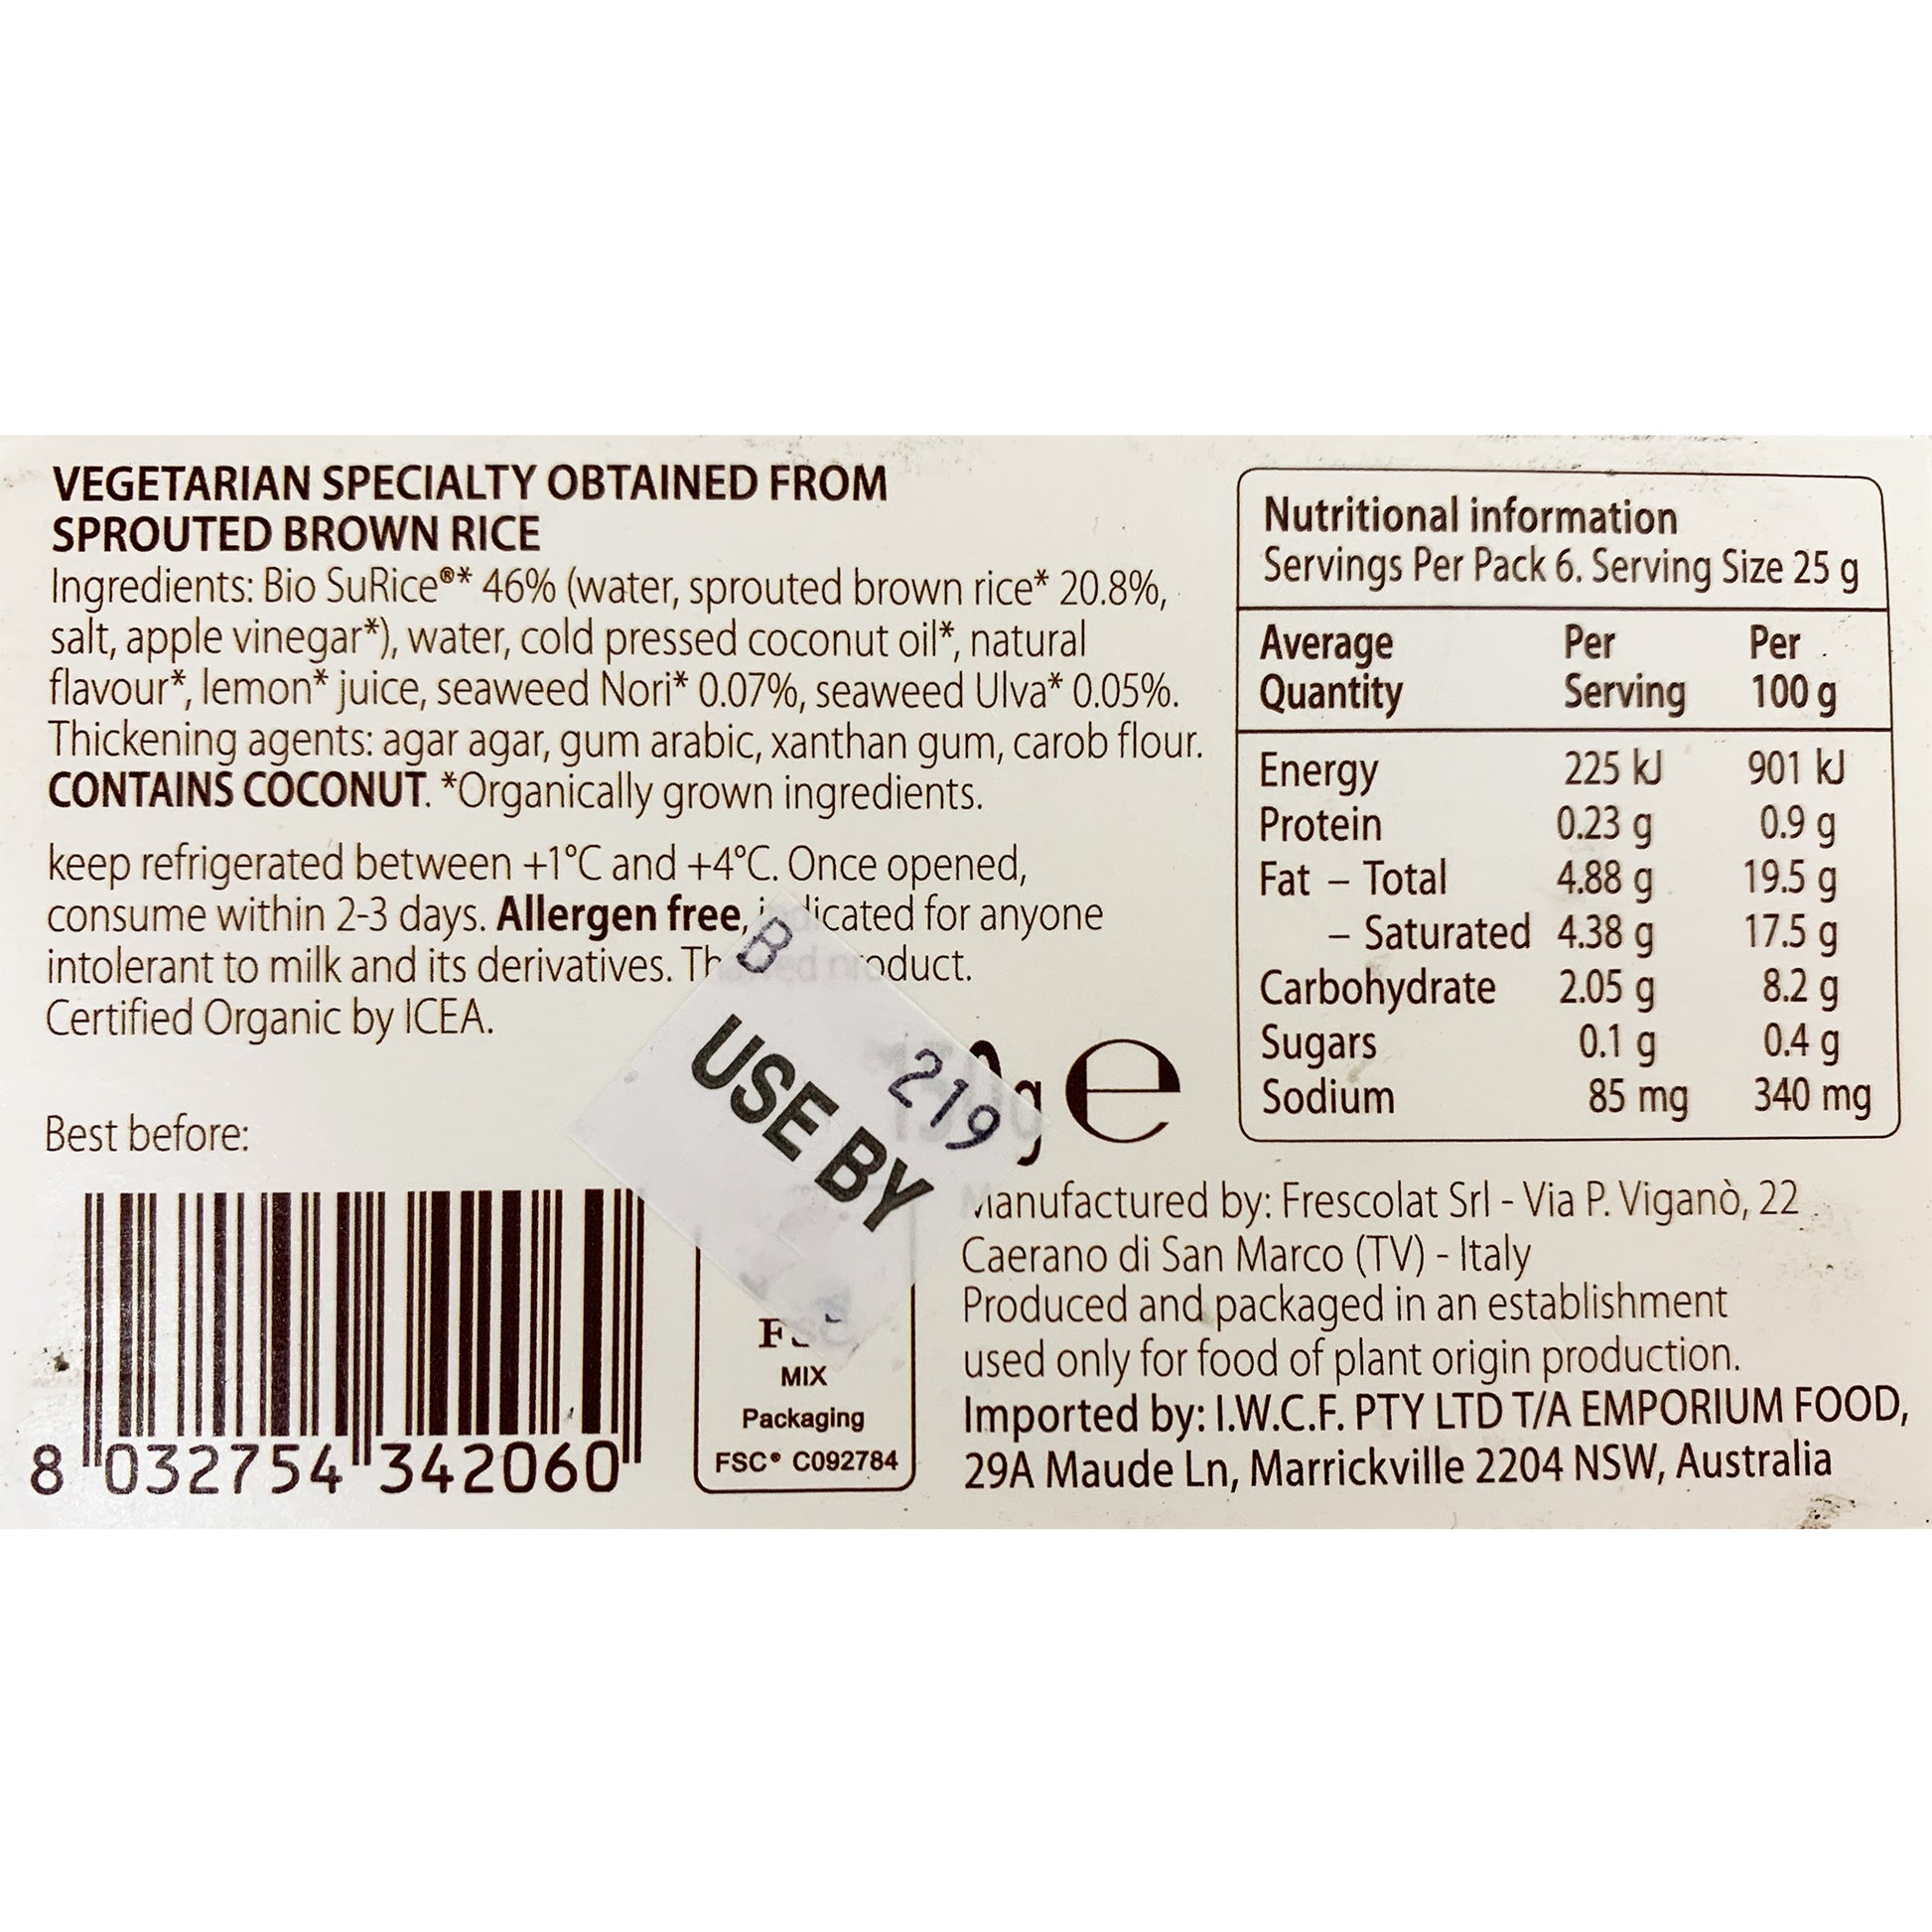 VEGETARIAN SPECIALTY OBTAINED FROM
SPROUTED BROWN RICE
Ingredients: Bio SuRice®* 46% (water, sprouted brown rice* 20.8%,
salt, apple vinegar*), water, cold pressed coconut oil*, natural
flavour*, lemon* juice, seaweed Nori* 0.07%, seaweed Ulva* 0.05%.
Thickening agents: agar agar, gum arabic, xanthan gum, carob flour.
CONTAINS COCONUT. *Organically grown ingredients.
keep refrigerated between +1°C and +4°C. Once opened,
consume within 2-3 days. Allergen free, indicated for anyone
intolerant to milk and its derivatives. product.
Certified Organic by ICEA.
B
USE BY
219
g e
Best before:
8 032754 342060
MIX
Packaging
FSC® C092784
Nutritional information
Servings Per Pack 6. Serving Size 25 g
Average Per Per
Quantity Serving 100 g
Energy 225 kJ 901 kJ
Protein 0.23 g 0.9 g
Fat – Total 4.88 g 19.5 g
– Saturated 4.38 g 17.5 g
Carbohydrate 2.05 g 8.2 g
Sugars 0.1 g 0.4 g
Sodium 85 mg 340 mg
Manufactured by: Frescolat Srl - Via P. Viganò, 22
Caerano di San Marco (TV) - Italy
Produced and packaged in an establishment
used only for food of plant origin production.
Imported by: I.W.C.F. PTY LTD T/A EMPORIUM FOOD,
29A Maude Ln, Marrickville 2204 NSW, Australia